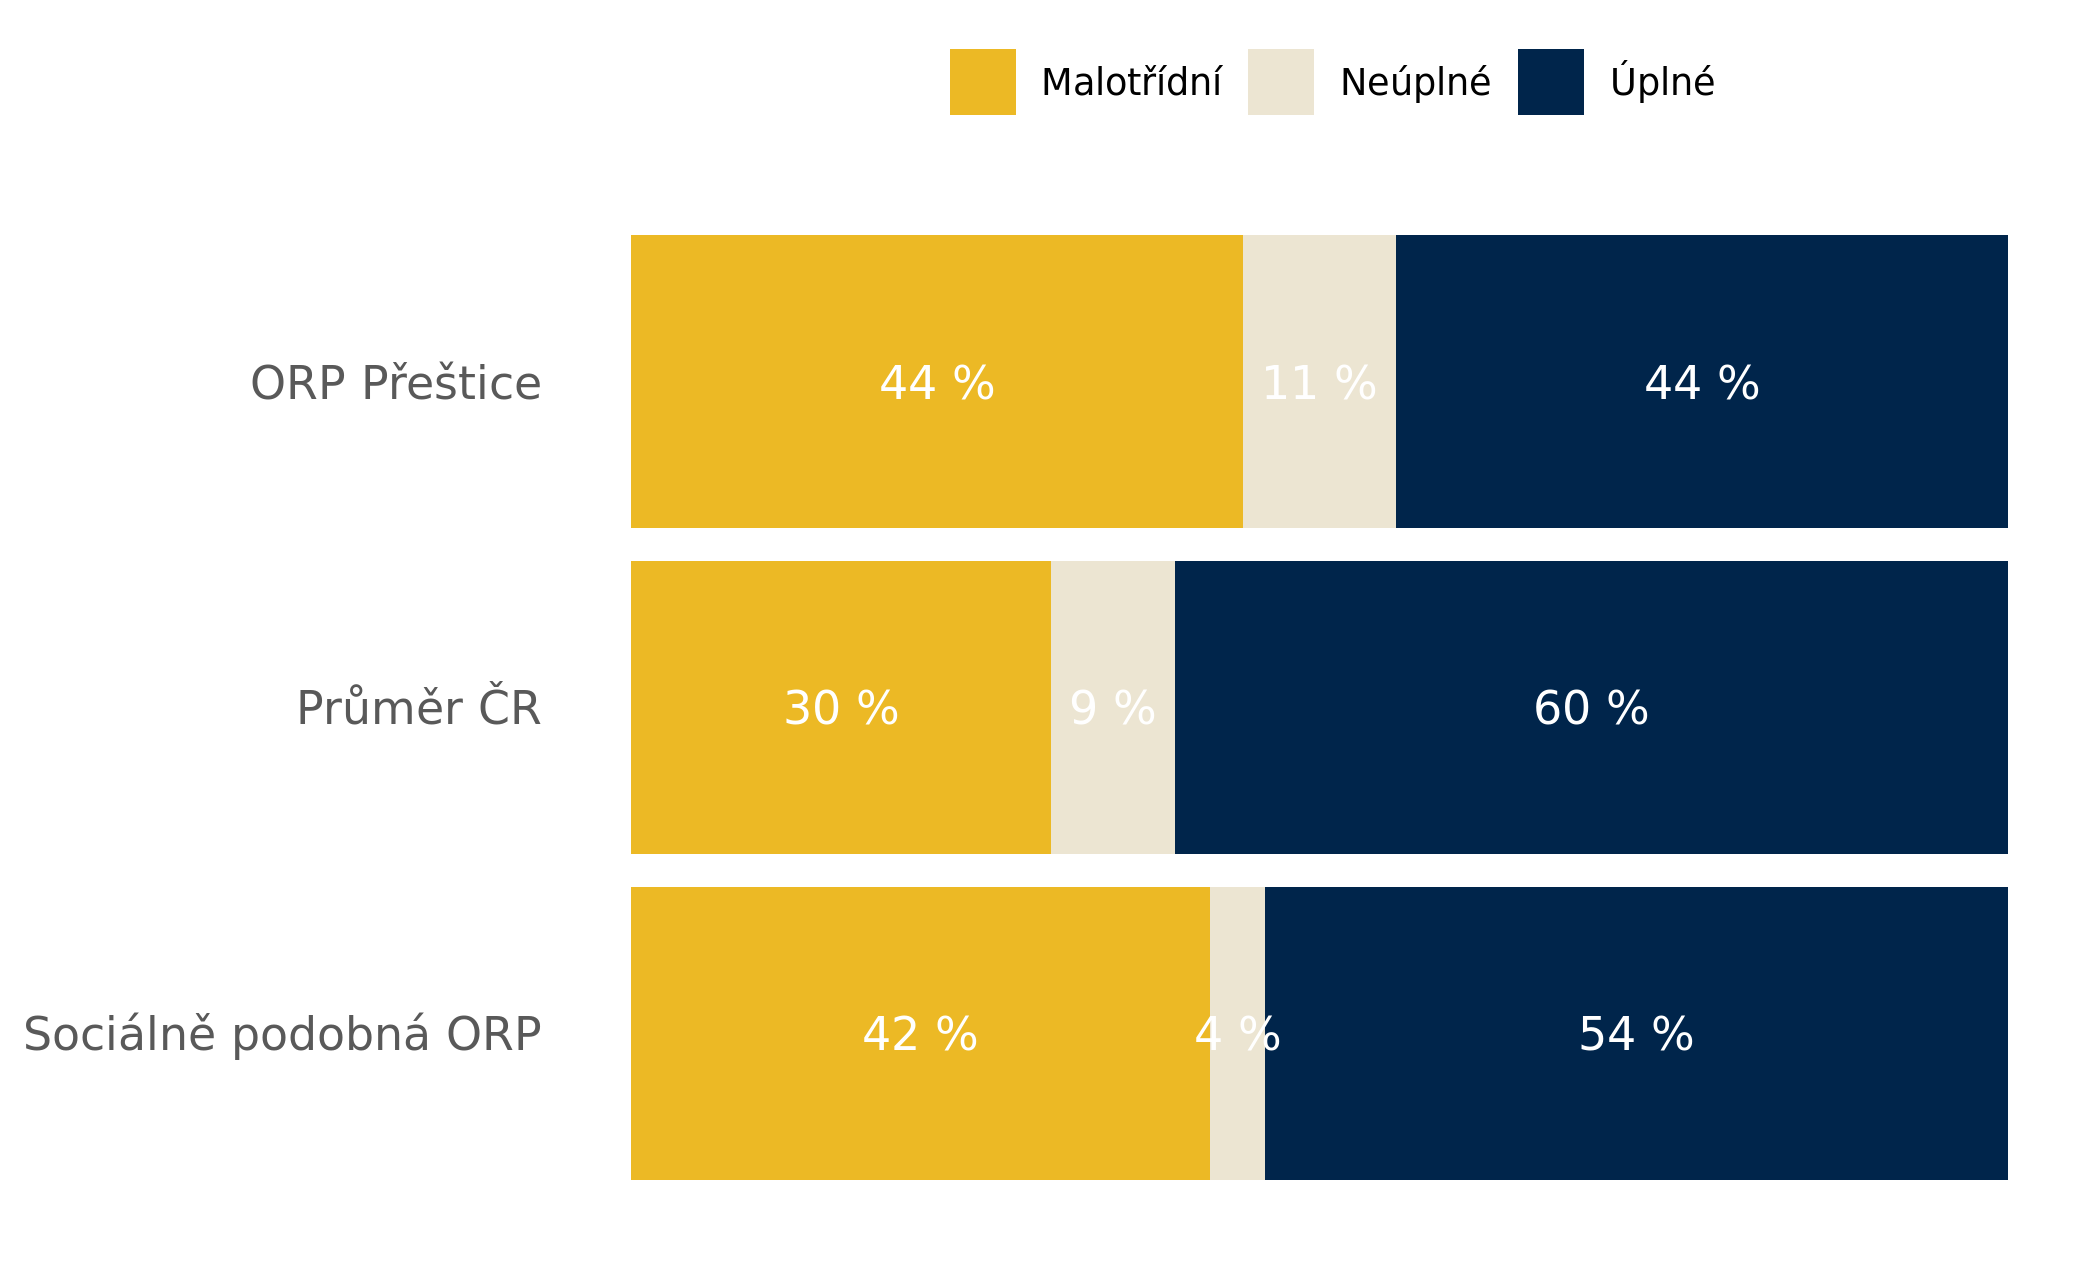 Malotřídní Neúplné Úplné
ORP Přeštice 44 % 11 % 44 %
Průměr ČR 30 % 9 % 60 %
Sociálně podobná ORP 42 % 4 % 54 %